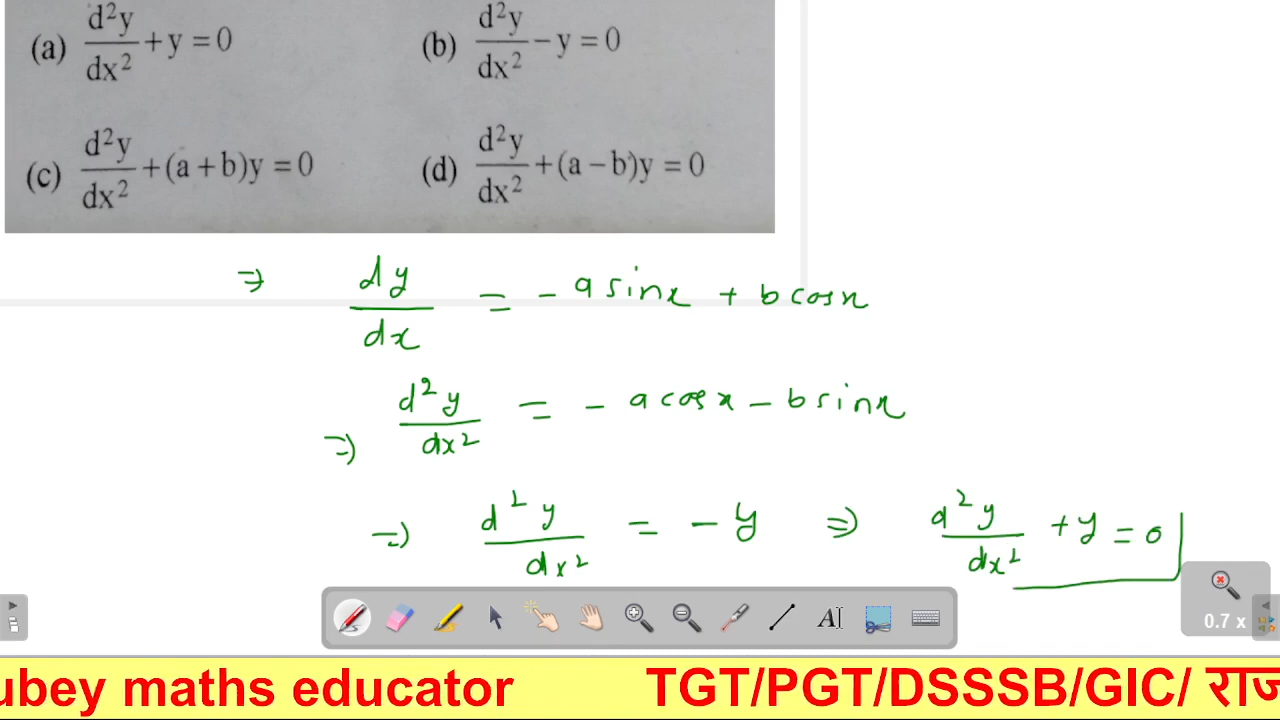 (a) d²y/dx² + y = 0 (b) d²y/dx² − y = 0
(c) d²y/dx² + (a + b)y = 0 (d) d²y/dx² + (a − b)y = 0
⇒ dy/dx = − a sinx + b cosx
⇒ d²y/dx² = − a cosx − b sinx
⇒ d²y/dx² = − y ⇒ d²y/dx² + y = 0
AI
0.7 x
ubey maths educator TGT/PGT/DSSSB/GIC/ राज